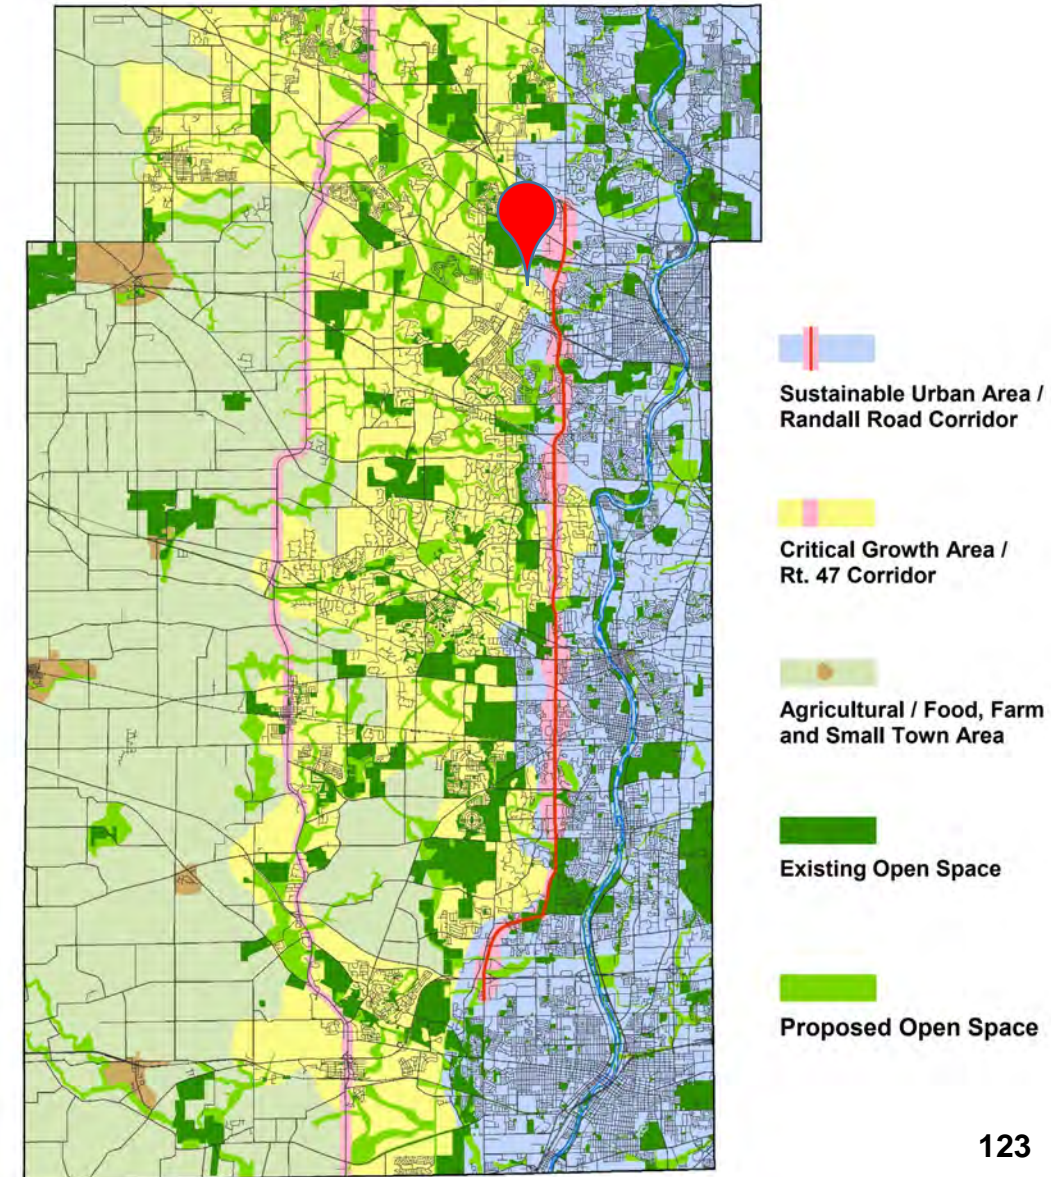 Sustainable Urban Area /
Randall Road Corridor
Critical Growth Area /
Rt. 47 Corridor
Agricultural / Food, Farm
and Small Town Area
Existing Open Space
Proposed Open Space
123